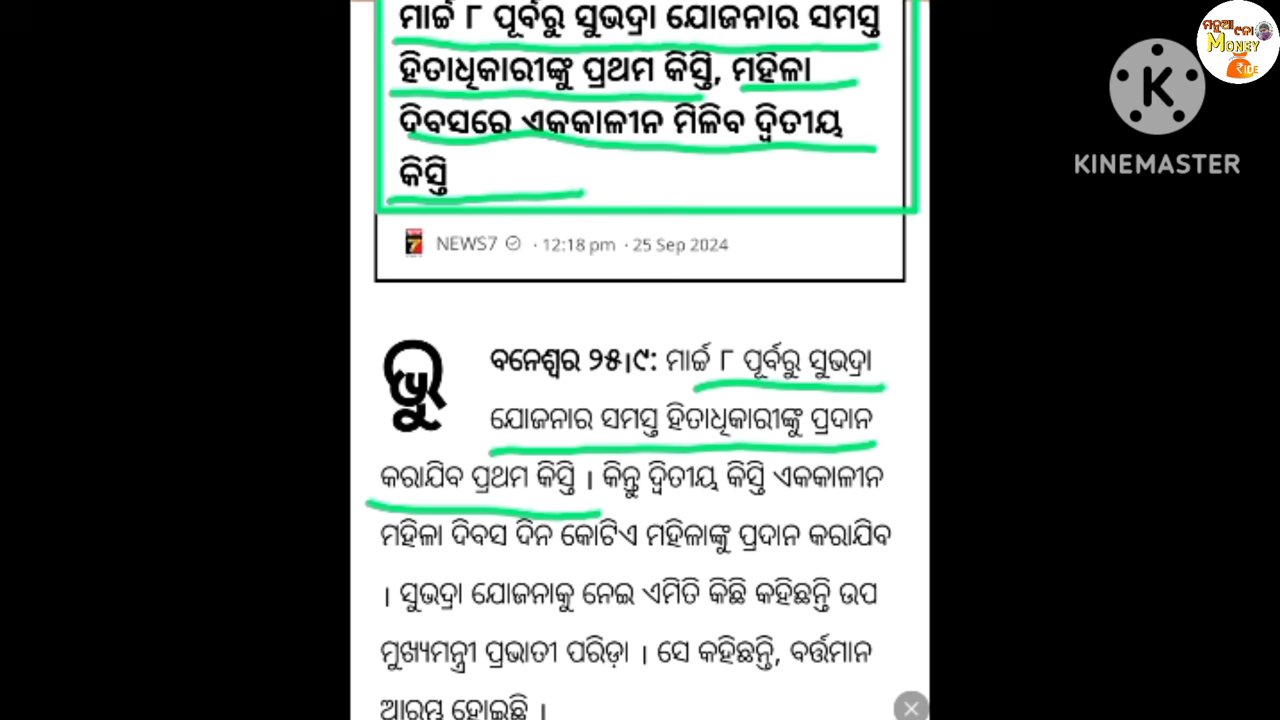 ମାର୍ଚ୍ଚ ୮ ପୂର୍ବରୁ ସୁଭଦ୍ରା ଯୋଜନାର ସମସ୍ତ
ହିତାଧିକାରୀଙ୍କୁ ପ୍ରଥମ କିସ୍ତି, ମହିଳା
ଦିବସରେ ଏକକାଳୀନ ମିଳିବ ଦ୍ୱିତୀୟ
କିସ୍ତି
NEWS7 · 12:18 pm · 25 Sep 2024
ଭୁବନେଶ୍ୱର ୨୫।୯: ମାର୍ଚ୍ଚ ୮ ପୂର୍ବରୁ ସୁଭଦ୍ରା
ଯୋଜନାର ସମସ୍ତ ହିତାଧିକାରୀଙ୍କୁ ପ୍ରଦାନ
କରାଯିବ ପ୍ରଥମ କିସ୍ତି । କିନ୍ତୁ ଦ୍ୱିତୀୟ କିସ୍ତି ଏକକାଳୀନ
ମହିଳା ଦିବସ ଦିନ କୋଟିଏ ମହିଳାଙ୍କୁ ପ୍ରଦାନ କରାଯିବ
। ସୁଭଦ୍ରା ଯୋଜନାକୁ ନେଇ ଏମିତି କିଛି କହିଛନ୍ତି ଉପ
ମୁଖ୍ୟମନ୍ତ୍ରୀ ପ୍ରଭାତୀ ପରିଡ଼ା । ସେ କହିଛନ୍ତି, ବର୍ତ୍ତମାନ
ଆରମ୍ଭ ହୋଇଛି ।
K
KINEMASTER
MONEY
RIDE